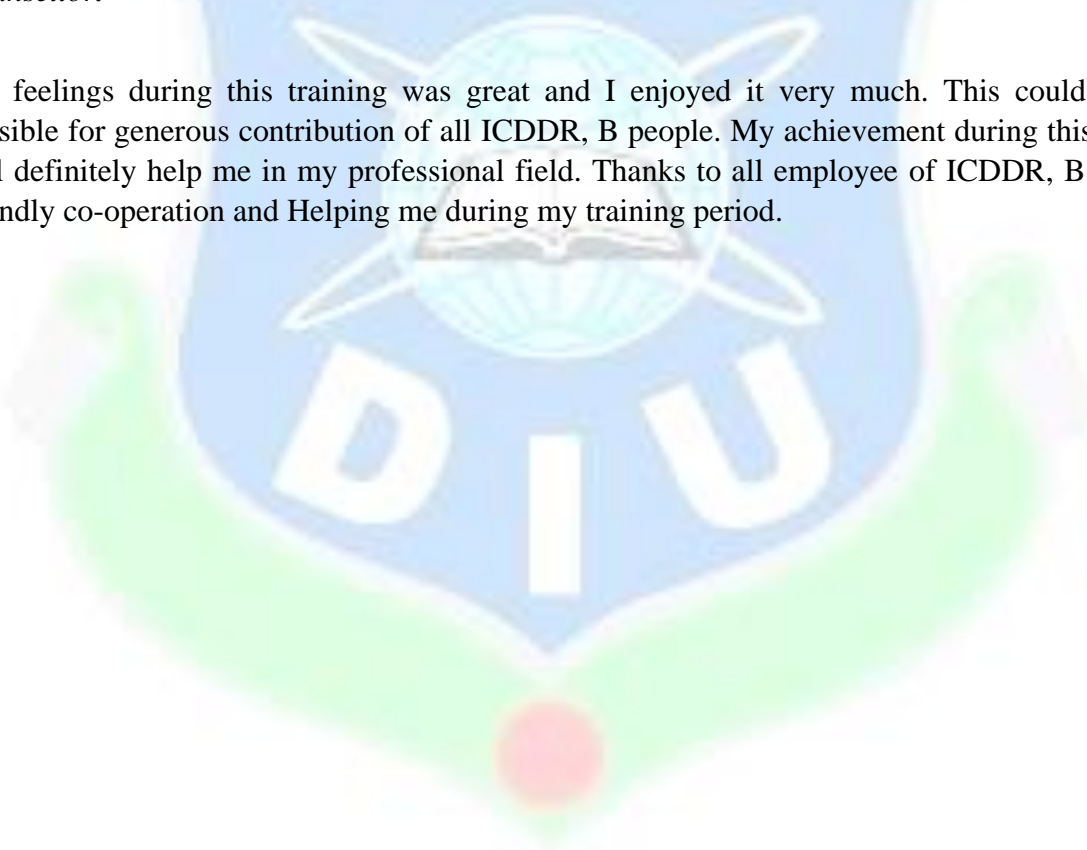 feelings during this training was great and I enjoyed it very much. This could
sible for generous contribution of all ICDDR, B people. My achievement during this
l definitely help me in my professional field. Thanks to all employee of ICDDR, B
ndly co-operation and Helping me during my training period.
D I U